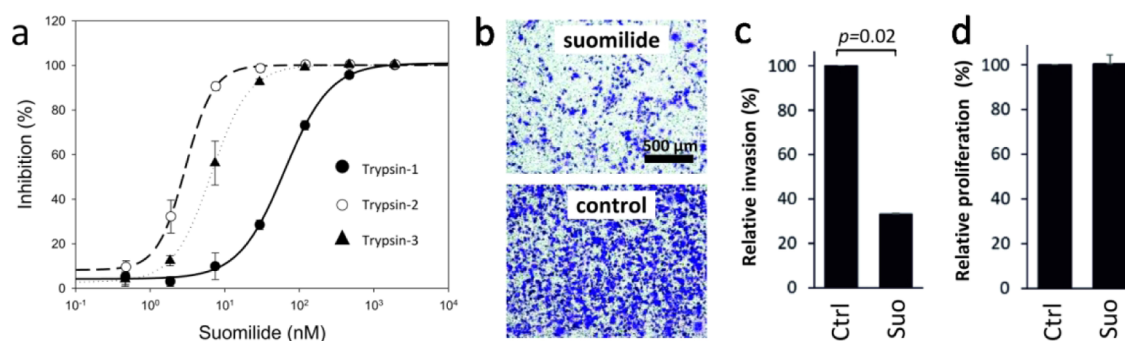 a
Inhibition (%)
120
100
80
60
40
20
0
Trypsin-1
Trypsin-2
Trypsin-3
10⁻¹ 10⁰ 10¹ 10² 10³ 10⁴
Suomilide (nM)
b
suomilide
500 µm
control
c
p=0.02
Relative invasion (%)
100
80
60
40
20
0
Ctrl
Suo
d
Relative proliferation (%)
100
80
60
40
20
0
Ctrl
Suo